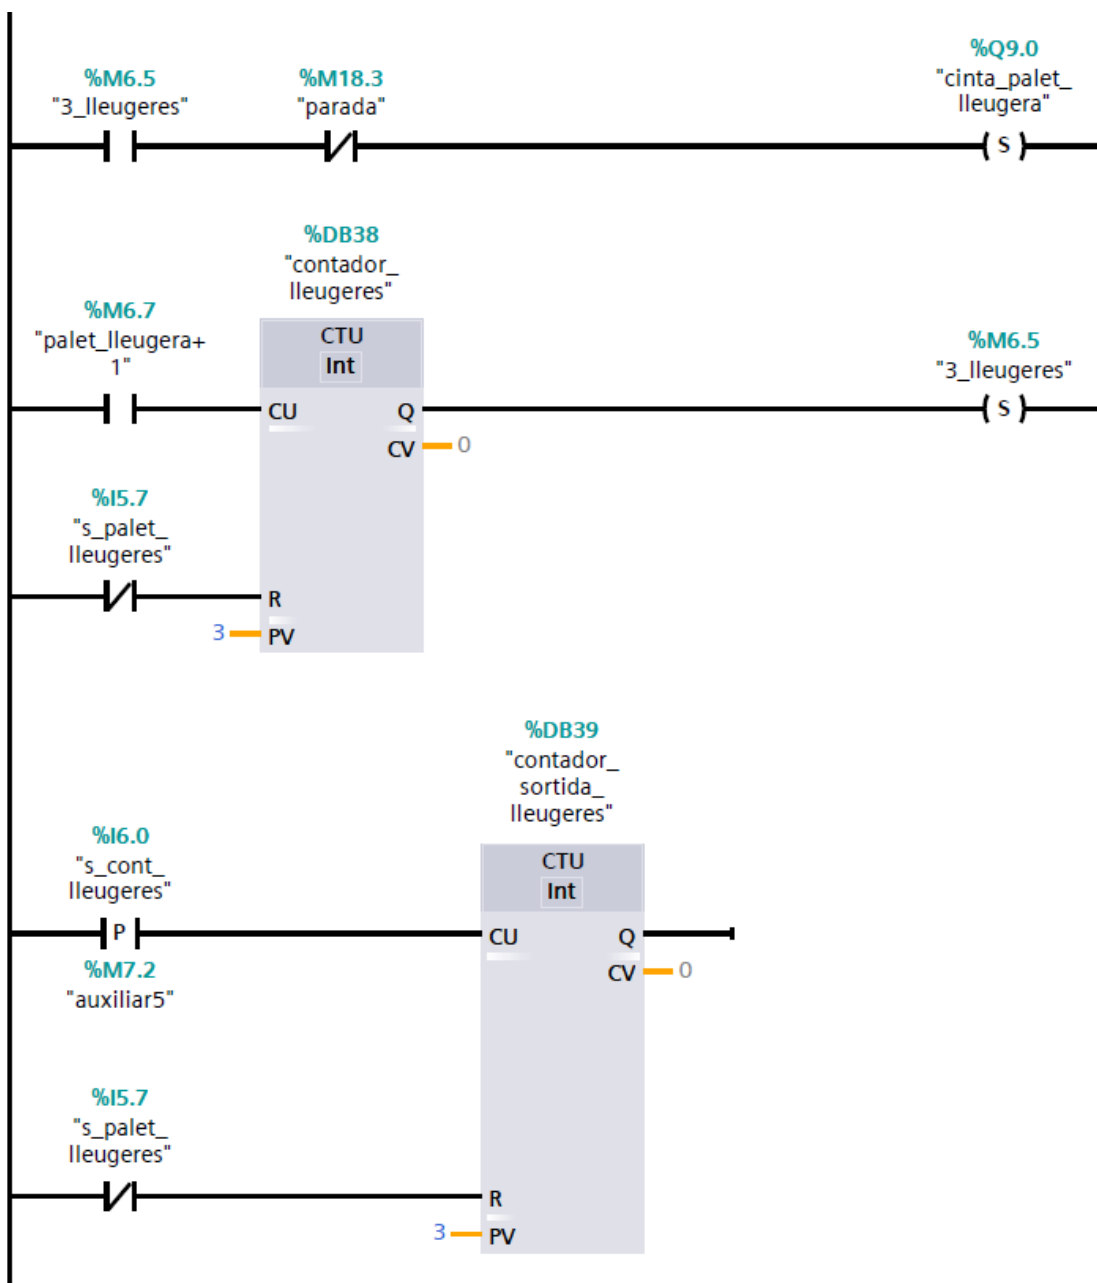 %M6.5
"3_lleugeres"
%M18.3
"parada"
%Q9.0
"cinta_palet_
lleugera"
S
%DB38
"contador_
lleugeres"
%M6.7
"palet_lleugera+
1"
CTU
Int
CU
Q
CV
0
%M6.5
"3_lleugeres"
S
%I5.7
"s_palet_
lleugeres"
R
3
PV
%DB39
"contador_
sortida_
lleugeres"
%I6.0
"s_cont_
lleugeres"
P
%M7.2
"auxiliar5"
CTU
Int
CU
Q
CV
0
%I5.7
"s_palet_
lleugeres"
R
3
PV